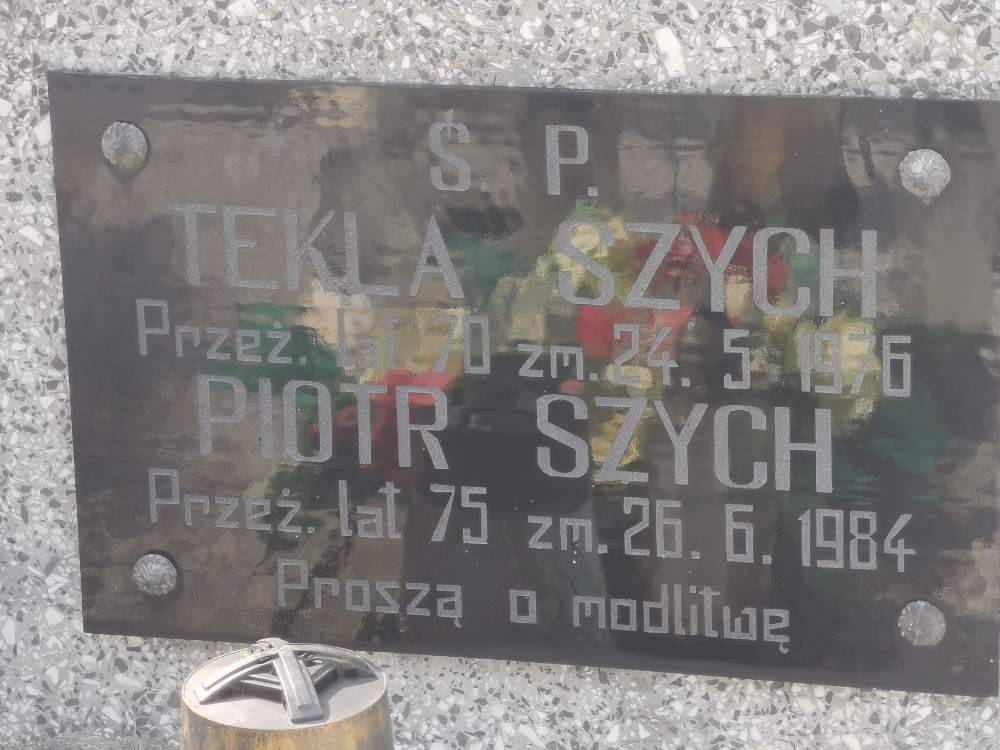 Ś. P.
TEKLA SZYCH
Przeż. lat 70 zm. 24. 5 1976
PIOTR SZYCH
Przeż. lat 75 zm. 26. 6. 1984
Proszą o modlitwę